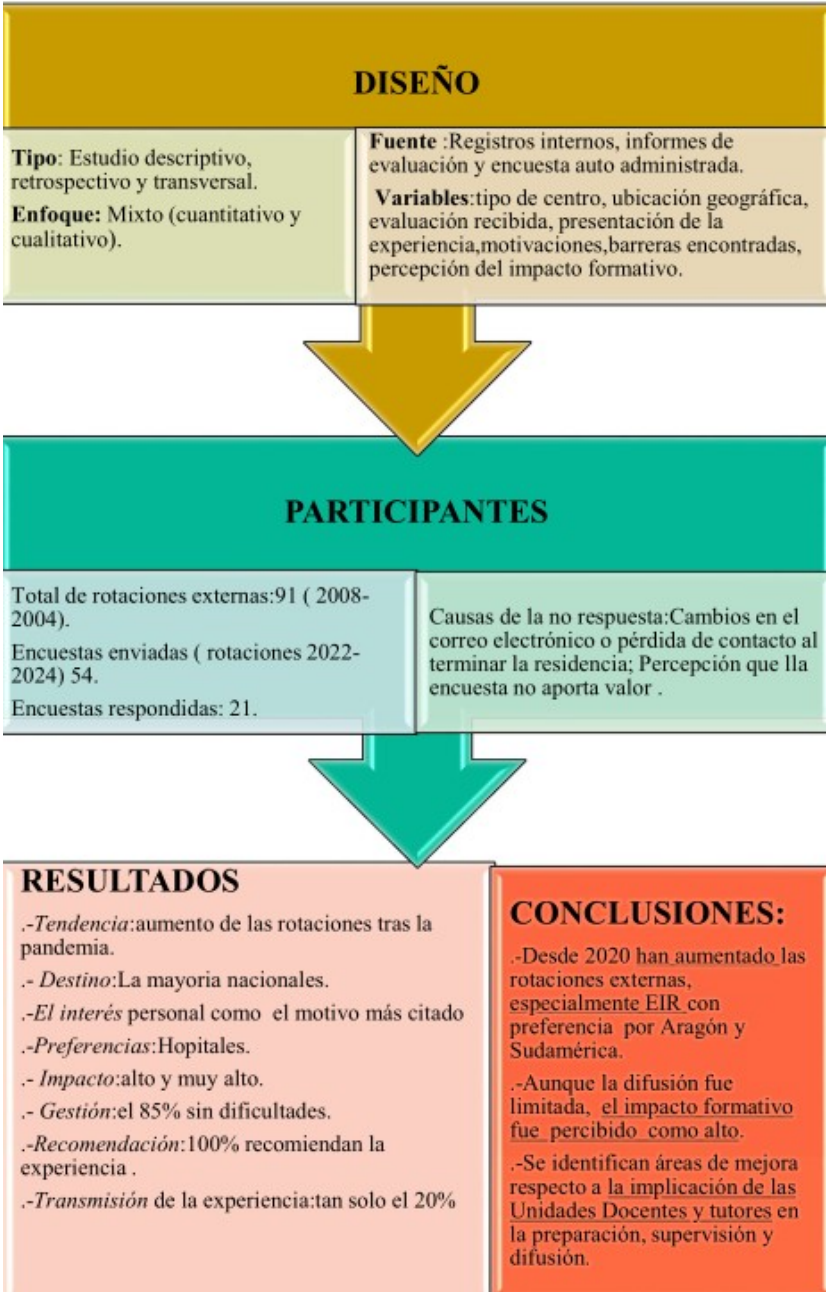 DISEÑO
Tipo: Estudio descriptivo,
retrospectivo y transversal.
Enfoque: Mixto (cuantitativo y
cualitativo).
Fuente :Registros internos, informes de
evaluación y encuesta auto administrada.
Variables:tipo de centro, ubicación geográfica,
evaluación recibida, presentación de la
experiencia,motivaciones,barreras encontradas,
percepción del impacto formativo.
PARTICIPANTES
Total de rotaciones externas:91 ( 2008-
2004).
Encuestas enviadas ( rotaciones 2022-
2024) 54.
Encuestas respondidas: 21.
Causas de la no respuesta:Cambios en el
correo electrónico o pérdida de contacto al
terminar la residencia; Percepción que lla
encuesta no aporta valor .
RESULTADOS
.-Tendencia:aumento de las rotaciones tras la
pandemia.
.- Destino:La mayoria nacionales.
.-El interés personal como el motivo más citado
.-Preferencias:Hopitales.
.- Impacto:alto y muy alto.
.- Gestión:el 85% sin dificultades.
.-Recomendación:100% recomiendan la
experiencia .
.-Transmisión de la experiencia:tan solo el 20%
CONCLUSIONES:
.-Desde 2020 han aumentado las
rotaciones externas,
especialmente EIR con
preferencia por Aragón y
Sudamérica.
.-Aunque la difusión fue
limitada, el impacto formativo
fue percibido como alto.
.-Se identifican áreas de mejora
respecto a la implicación de las
Unidades Docentes y tutores en
la preparación, supervisión y
difusión.